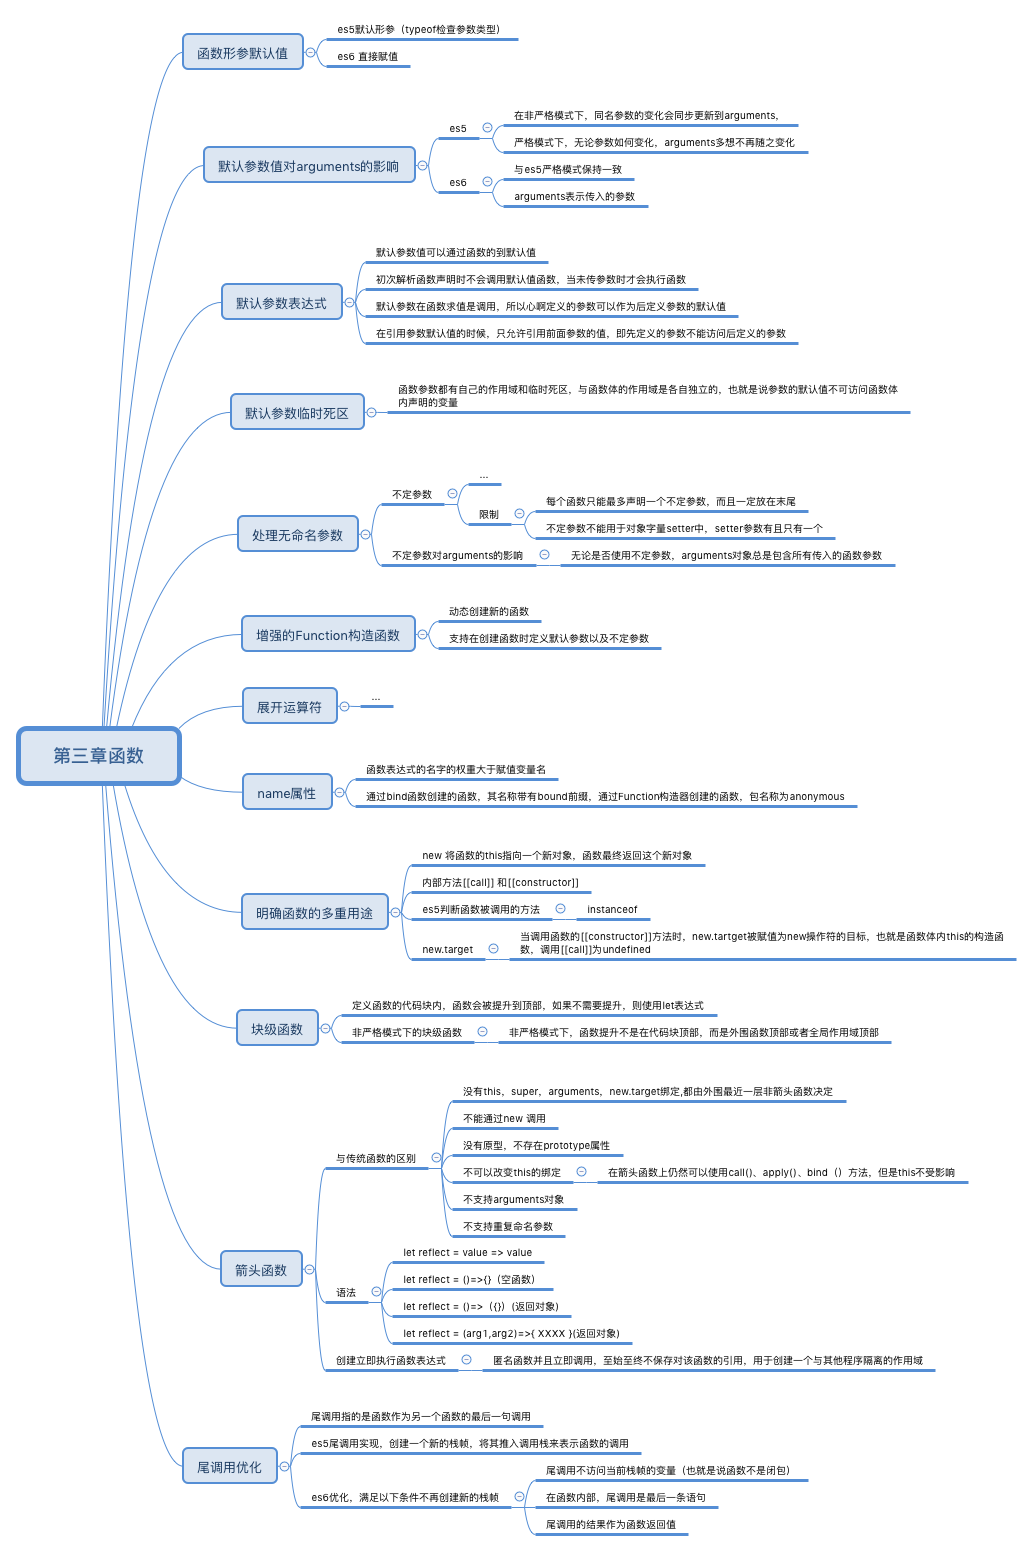 第三章函数
函数形参默认值
es5默认形参（typeof检查参数类型）
es6 直接赋值
默认参数值对arguments的影响
es5
在非严格模式下，同名参数的变化会同步更新到arguments,
严格模式下，无论参数如何变化，arguments多想不再随之变化
es6
与es5严格模式保持一致
arguments表示传入的参数
默认参数表达式
默认参数值可以通过函数的到默认值
初次解析函数声明时不会调用默认值函数，当未传参数时才会执行函数
默认参数在函数求值是调用，所以心啊定义的参数可以作为后定义参数的默认值
在引用参数默认值的时候，只允许引用前面参数的值，即先定义的参数不能访问后定义的参数
默认参数临时死区
函数参数都有自己的作用域和临时死区，与函数体的作用域是各自独立的，也就是说参数的默认值不可访问函数体
内声明的变量
处理无命名参数
不定参数
...
限制
每个函数只能最多声明一个不定参数，而且一定放在末尾
不定参数不能用于对象字量setter中，setter参数有且只有一个
不定参数对arguments的影响
无论是否使用不定参数，arguments对象总是包含所有传入的函数参数
增强的Function构造函数
动态创建新的函数
支持在创建函数时定义默认参数以及不定参数
展开运算符
...
name属性
函数表达式的名字的权重大于赋值变量名
通过bind函数创建的函数，其名称带有bound前缀，通过Function构造器创建的函数，包名称为anonymous
明确函数的多重用途
new 将函数的this指向一个新对象，函数最终返回这个新对象
内部方法[[call]] 和[[constructor]]
es5判断函数被调用的方法
instanceof
new.target
当调用函数的[[constructor]]方法时，new.tartget被赋值为new操作符的目标，也就是函数体内this的构造函
数，调用[[call]]为undefined
块级函数
定义函数的代码块内，函数会被提升到顶部，如果不需要提升，则使用let表达式
非严格模式下的块级函数
非严格模式下，函数提升不是在代码块顶部，而是外围函数顶部或者全局作用域顶部
箭头函数
与传统函数的区别
没有this，super，arguments，new.target绑定,都由外围最近一层非箭头函数决定
不能通过new 调用
没有原型，不存在prototype属性
不可以改变this的绑定
在箭头函数上仍然可以使用call()、apply()、bind（）方法，但是this不受影响
不支持arguments对象
不支持重复命名参数
语法
let reflect = value => value
let reflect = ()=>{}（空函数）
let reflect = ()=>（{}）(返回对象)
let reflect = (arg1,arg2)=>{ XXXX }(返回对象)
创建立即执行函数表达式
匿名函数并且立即调用，至始至终不保存对该函数的引用，用于创建一个与其他程序隔离的作用域
尾调用优化
尾调用指的是函数作为另一个函数的最后一句调用
es5尾调用实现，创建一个新的栈帧，将其推入调用栈来表示函数的调用
es6优化，满足以下条件不再创建新的栈帧
尾调用不访问当前栈帧的变量（也就是说函数不是闭包）
在函数内部，尾调用是最后一条语句
尾调用的结果作为函数返回值